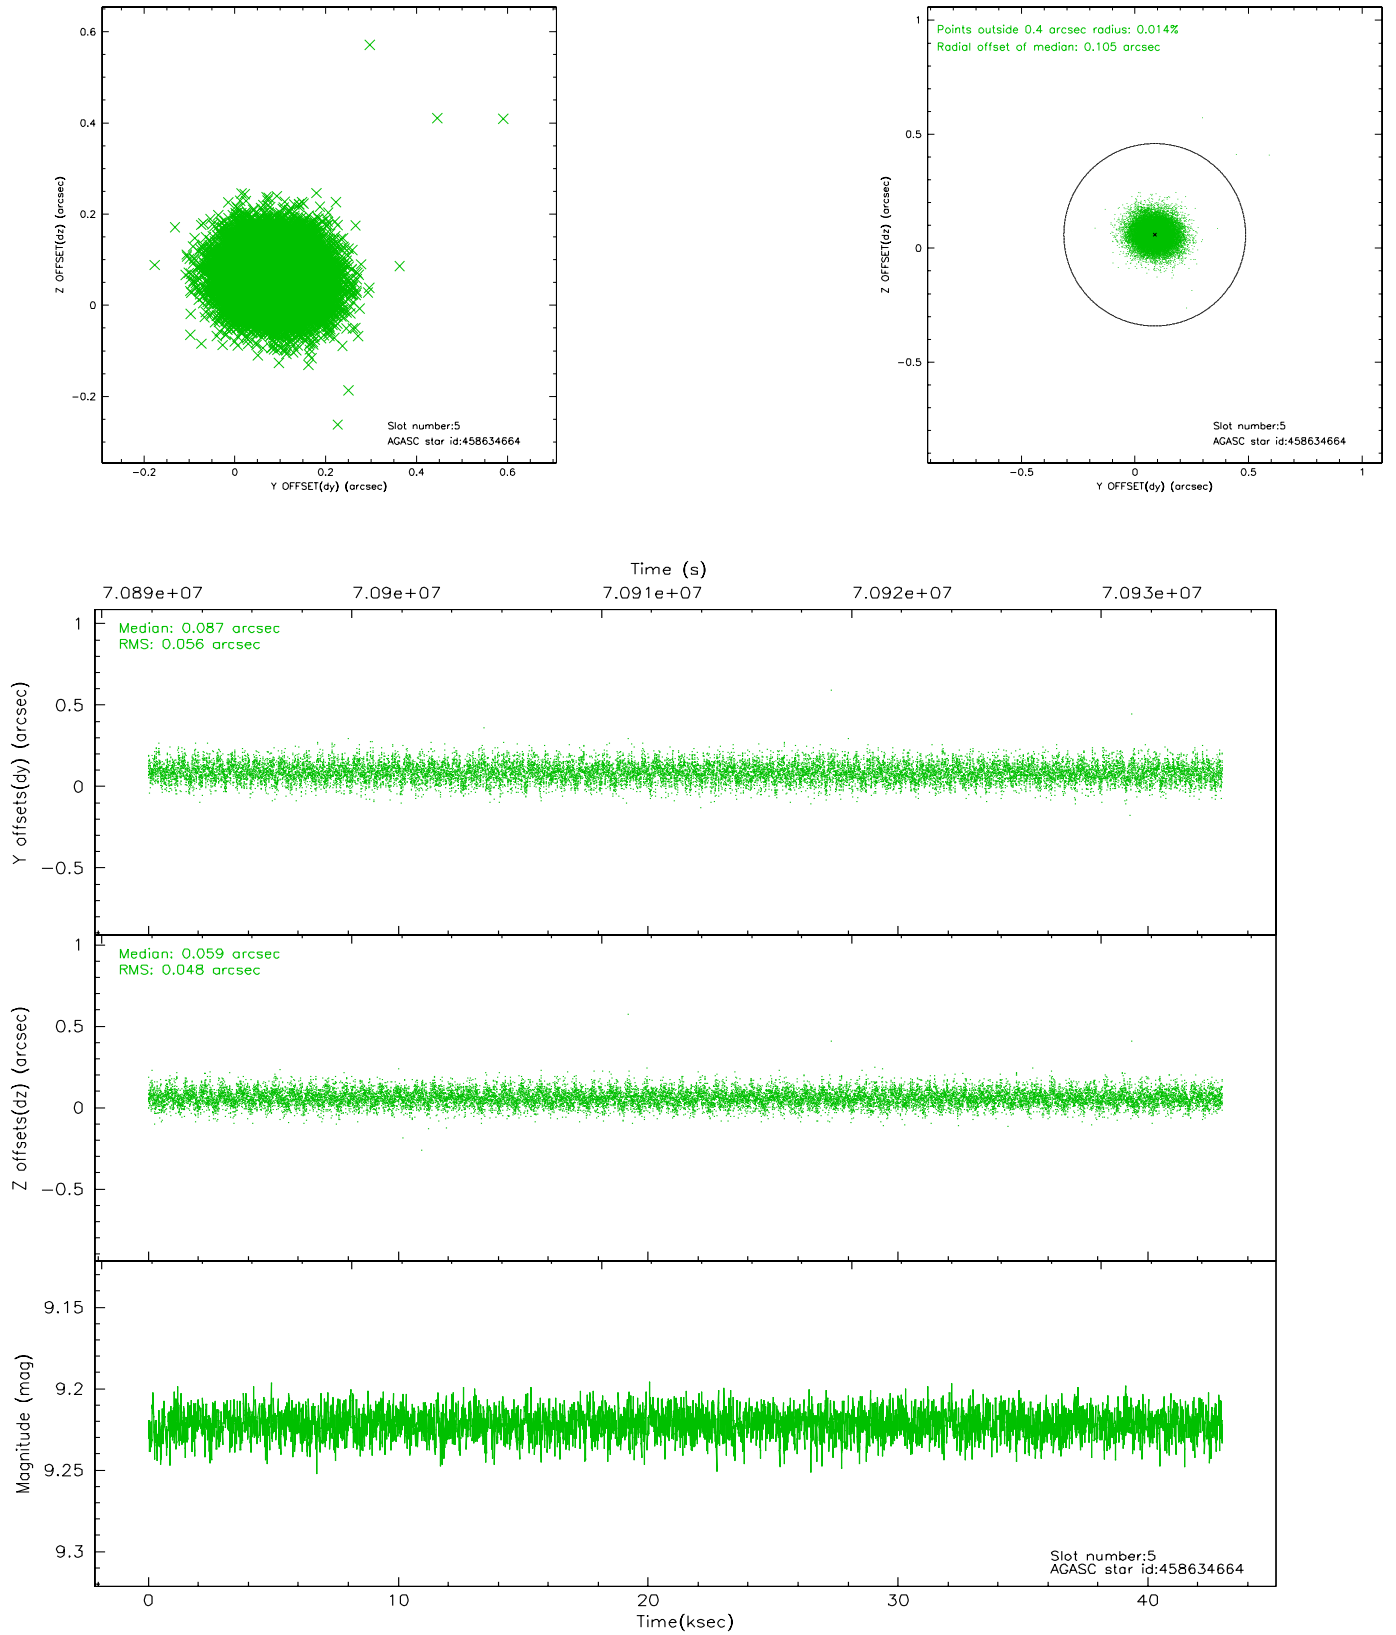 0.6
0.4
0.2
0
−0.2
Z OFFSET(dz) (arcsec)
Slot number:5
AGASC star id:458634664
−0.2 0 0.2 0.4 0.6
Y OFFSET(dy) (arcsec)
Points outside 0.4 arcsec radius: 0.014%
Radial offset of median: 0.105 arcsec
1
0.5
0
−0.5
Z OFFSET(dz) (arcsec)
Slot number:5
AGASC star id:458634664
−0.5 0 0.5 1
Y OFFSET(dy) (arcsec)
Time (s)
7.089e+07 7.09e+07 7.091e+07 7.092e+07 7.093e+07
Median: 0.087 arcsec
RMS: 0.056 arcsec
1
0.5
0
−0.5
Y offsets(dy) (arcsec)
Median: 0.059 arcsec
RMS: 0.048 arcsec
1
0.5
0
−0.5
Z offsets(dz) (arcsec)
9.15
9.2
9.25
9.3
Magnitude (mag)
Slot number:5
AGASC star id:458634664
0 10 20 30 40
Time(ksec)